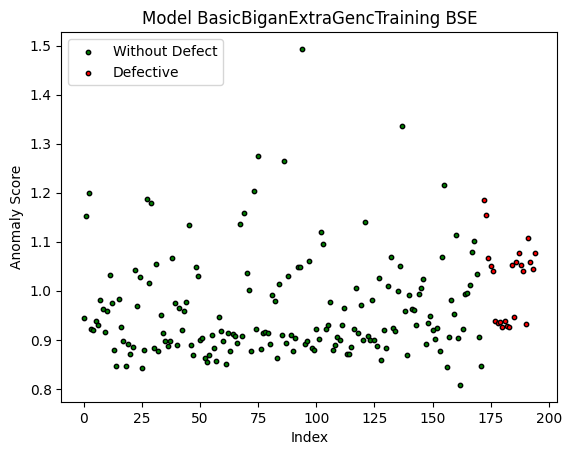 Model BasicBiganExtraGencTraining BSE
Without Defect
Defective
1.5
1.4
1.3
1.2
1.1
1.0
0.9
0.8
Anomaly Score
0 25 50 75 100 125 150 175 200
Index